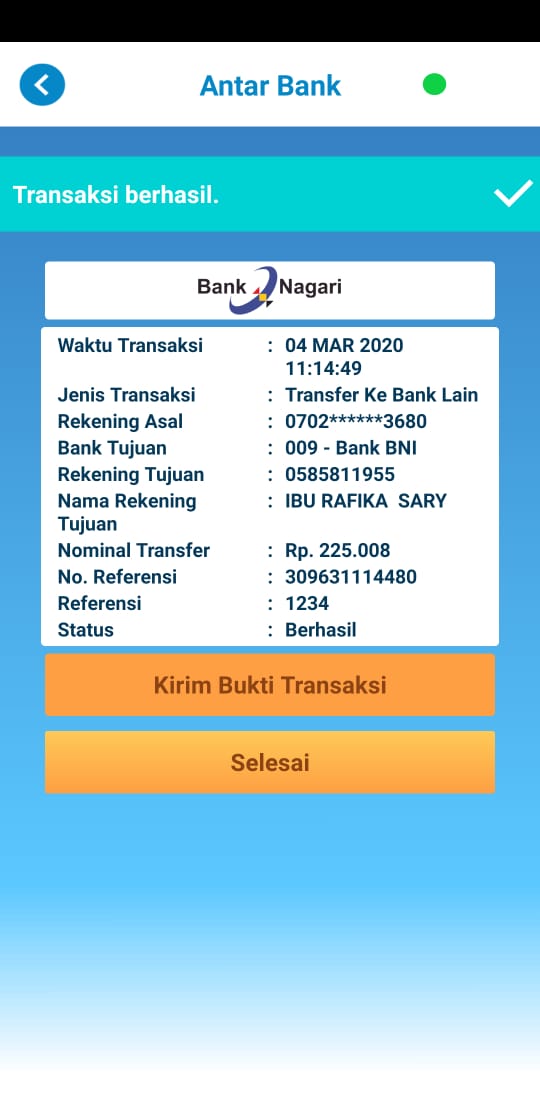 Antar Bank
Transaksi berhasil.
Bank Nagari
Waktu Transaksi : 04 MAR 2020
11:14:49
Jenis Transaksi : Transfer Ke Bank Lain
Rekening Asal : 0702******3680
Bank Tujuan : 009 - Bank BNI
Rekening Tujuan : 0585811955
Nama Rekening : IBU RAFIKA  SARY
Tujuan
Nominal Transfer : Rp. 225.008
No. Referensi : 309631114480
Referensi : 1234
Status : Berhasil
Kirim Bukti Transaksi
Selesai